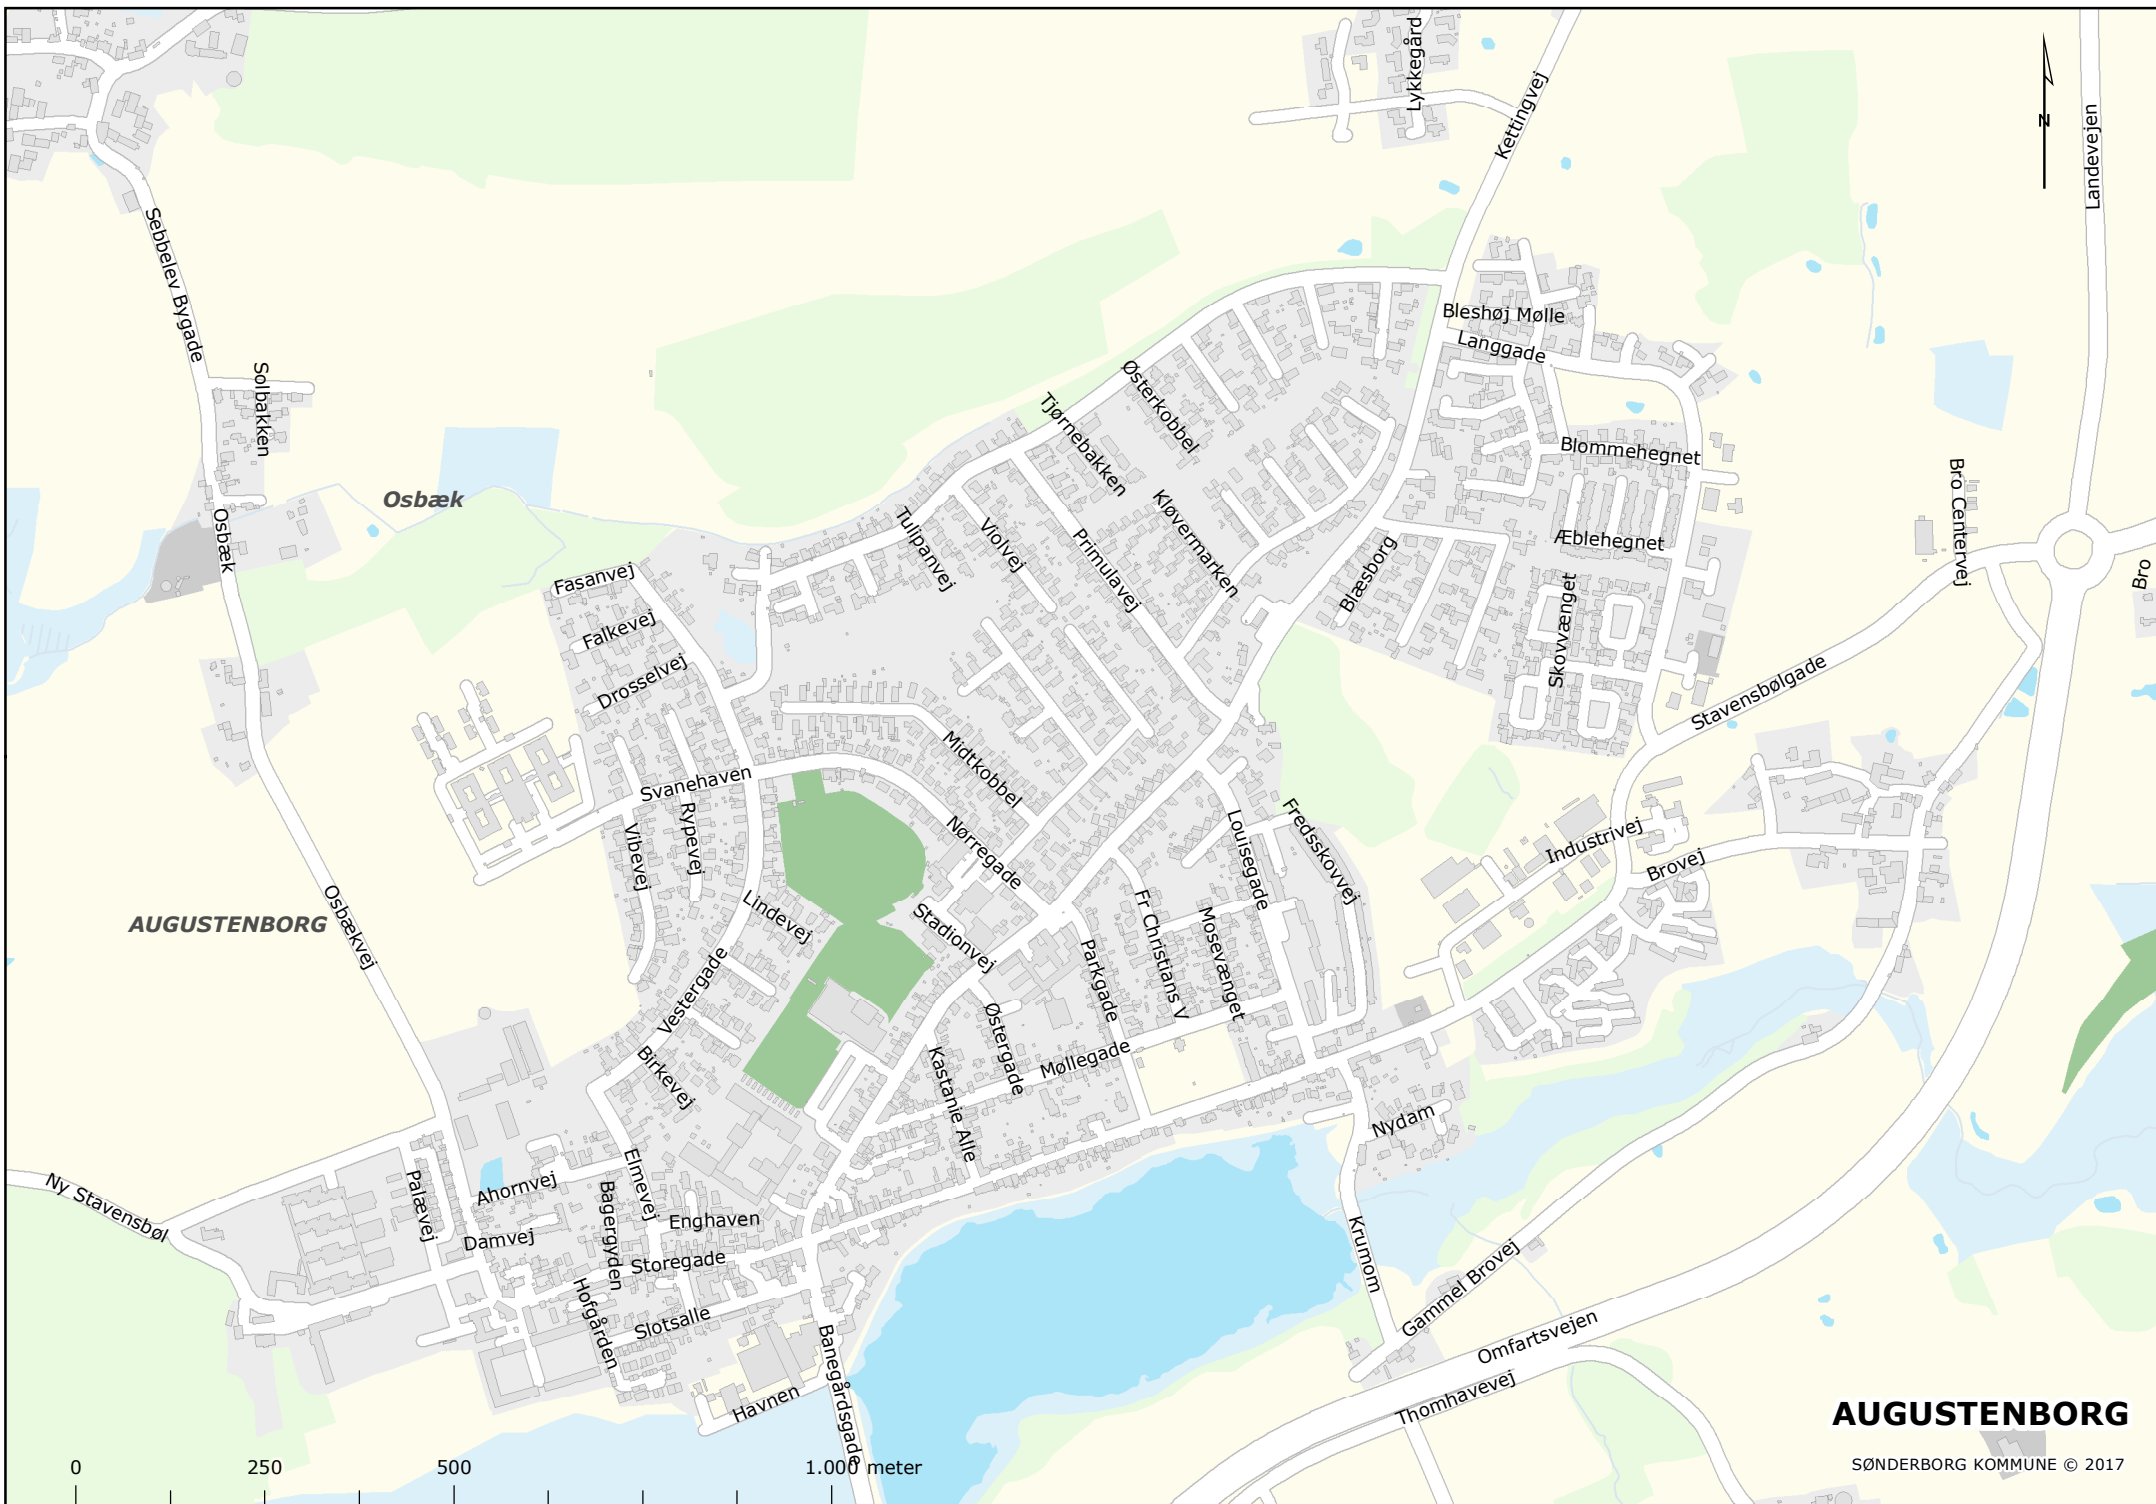 Lykkegård
Kettingvej
N
Landevejen
Sebbelev Bygade
Bleshøj Mølle
Langgade
Solbakken
Østerkobbel
Tjørnebakken
Blommehegnet
Bro Centervej
Osbæk
Osbæk
Kløvermarken
Tulipanvej
Violvej
Primulavej
Æblehegnet
Blæsborg
Bro
Fasanvej
Falkevej
Skovvænget
Drosselvej
Stavensbølgade
Midtkobbel
Svanehaven
Rypevej
Vibevej
Nørregade
Louisegade
Fredsskovvej
Industrivej
Brovej
AUGUSTENBORG
Osbækvej
Lindevej
Stadionvej
Fr Christians V
Mosevænget
Parkgade
Vestergade
Østergade
Birkevej
Kastanie Alle
Møllegade
Nydam
Ny Stavensbøl
Palævej
Ahornvej
Elmevej
Bagergyden
Enghaven
Damvej
Storegade
Krumom
Hofgården
Slotsalle
Gammel Brovej
Omfartsvejen
Banegårdsgade
Havnen
Thomhavevej
AUGUSTENBORG
SØNDERBORG KOMMUNE © 2017
0 250 500 1.000 meter